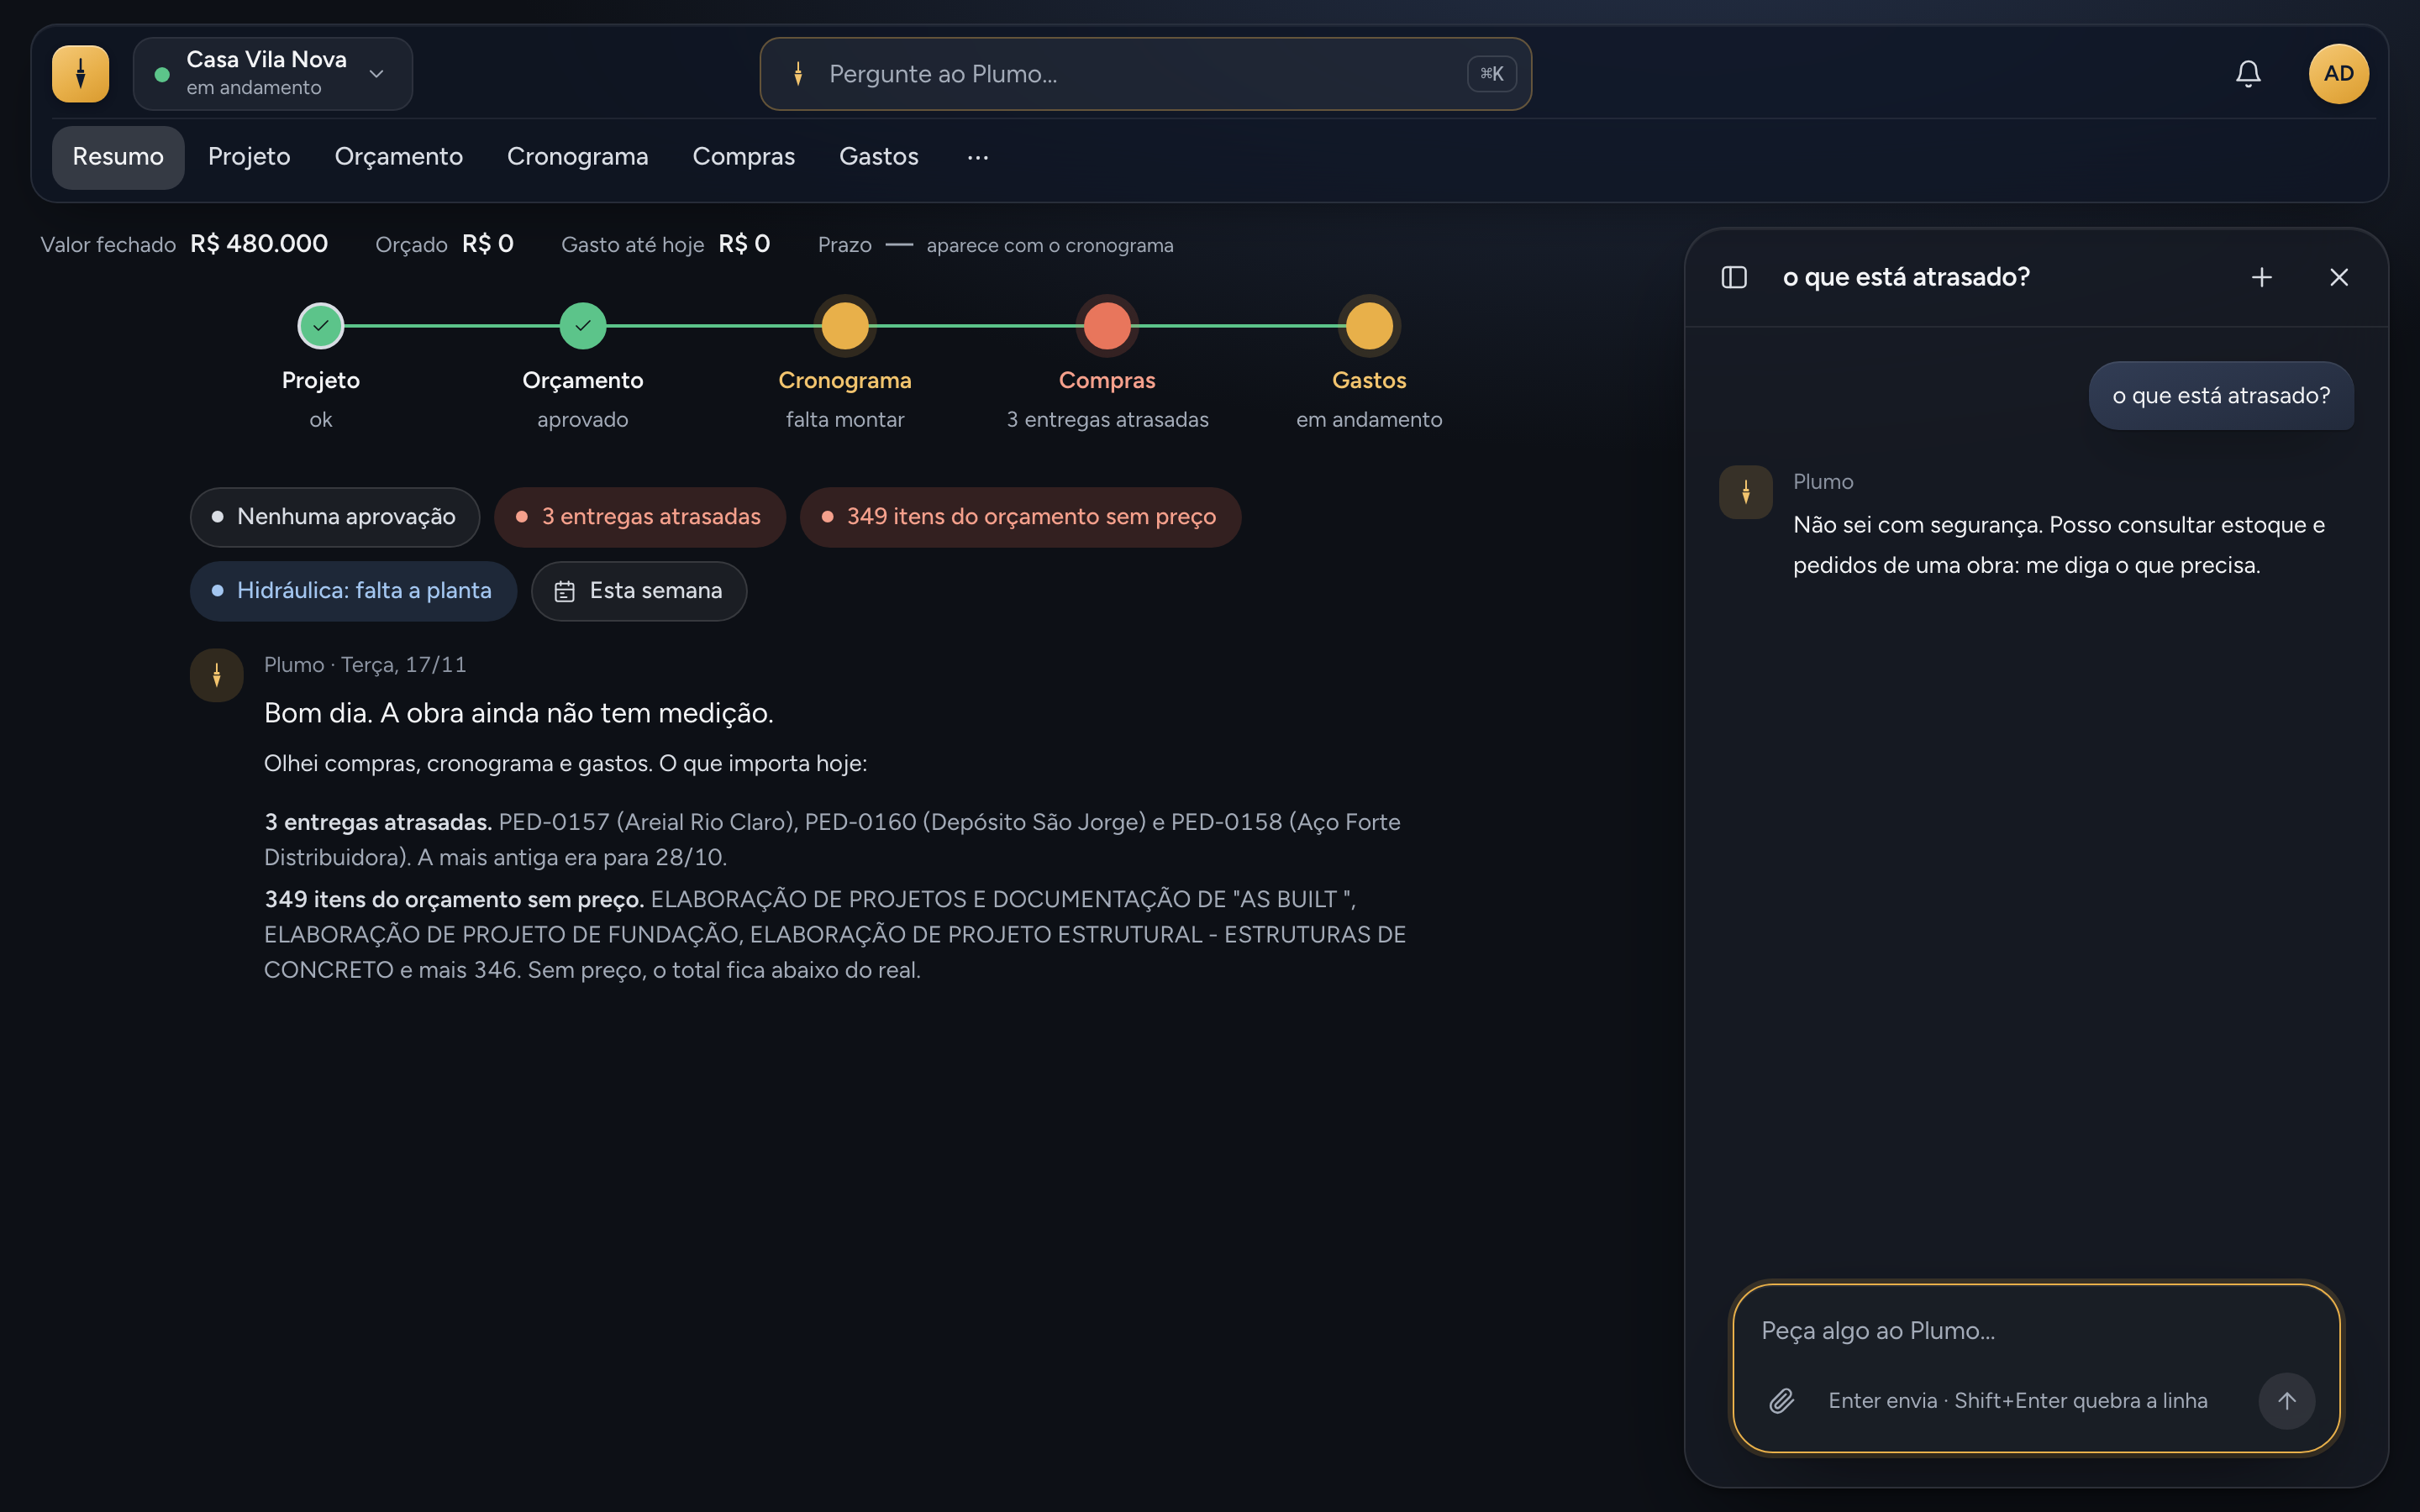 Casa Vila Nova
em andamento
Pergunte ao Plumo...
⌘K
AD
Resumo
Projeto
Orçamento
Cronograma
Compras
Gastos
...
Valor fechado R$ 480.000
Orçado R$ 0
Gasto até hoje R$ 0
Prazo — aparece com o cronograma
Projeto
ok
Orçamento
aprovado
Cronograma
falta montar
Compras
3 entregas atrasadas
Gastos
em andamento
Nenhuma aprovação
3 entregas atrasadas
349 itens do orçamento sem preço
Hidráulica: falta a planta
Esta semana
Plumo · Terça, 17/11
Bom dia. A obra ainda não tem medição.
Olhei compras, cronograma e gastos. O que importa hoje:
3 entregas atrasadas. PED-0157 (Areial Rio Claro), PED-0160 (Depósito São Jorge) e PED-0158 (Aço Forte
Distribuidora). A mais antiga era para 28/10.
349 itens do orçamento sem preço. ELABORAÇÃO DE PROJETOS E DOCUMENTAÇÃO DE "AS BUILT ",
ELABORAÇÃO DE PROJETO DE FUNDAÇÃO, ELABORAÇÃO DE PROJETO ESTRUTURAL - ESTRUTURAS DE
CONCRETO e mais 346. Sem preço, o total fica abaixo do real.
o que está atrasado?
o que está atrasado?
Plumo
Não sei com segurança. Posso consultar estoque e
pedidos de uma obra: me diga o que precisa.
Peça algo ao Plumo...
Enter envia · Shift+Enter quebra a linha